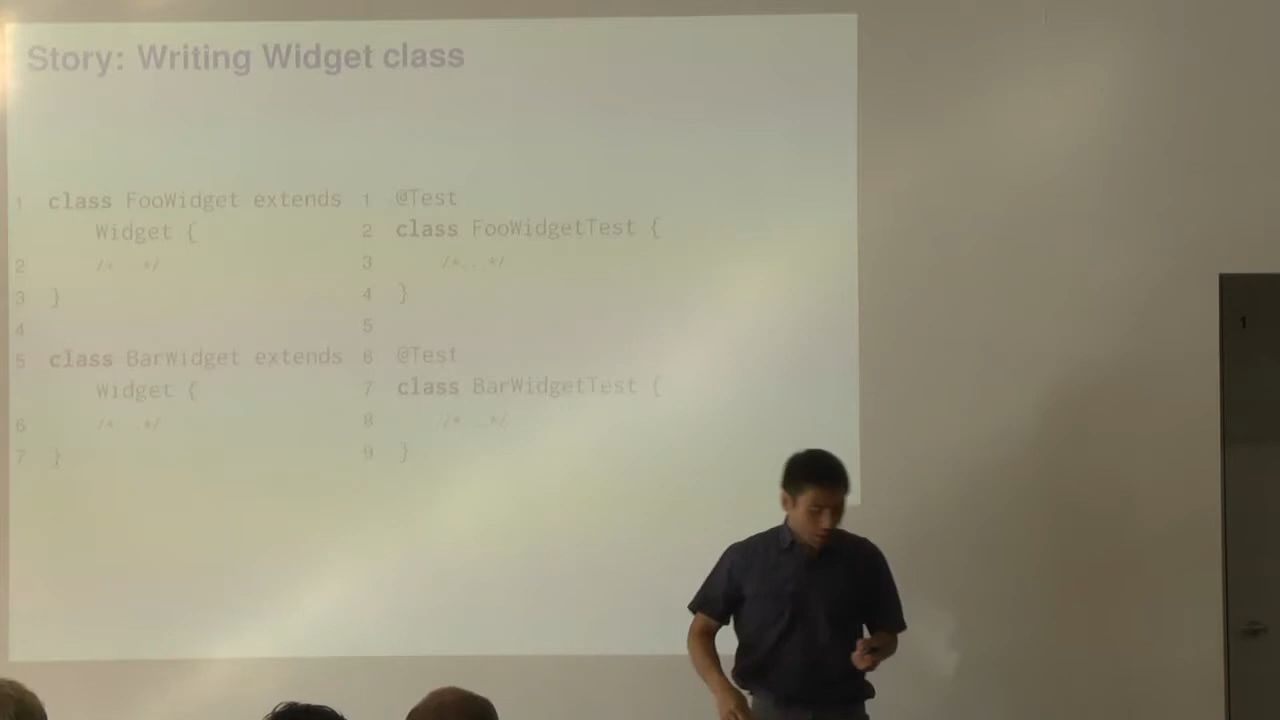 Story: Writing Widget class
1 class FooWidget extends
Widget {
2 /*...*/
3 }
4
5 class BarWidget extends
Widget {
6 /*...*/
7 }
1 @Test
2 class FooWidgetTest {
3 /*...*/
4 }
5
6 @Test
7 class BarWidgetTest {
8 /*...*/
9 }
1